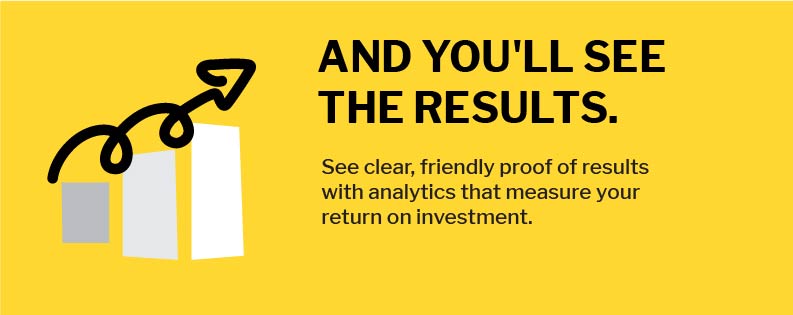 AND YOU'LL SEE
THE RESULTS.
See clear, friendly proof of results
with analytics that measure your
return on investment.